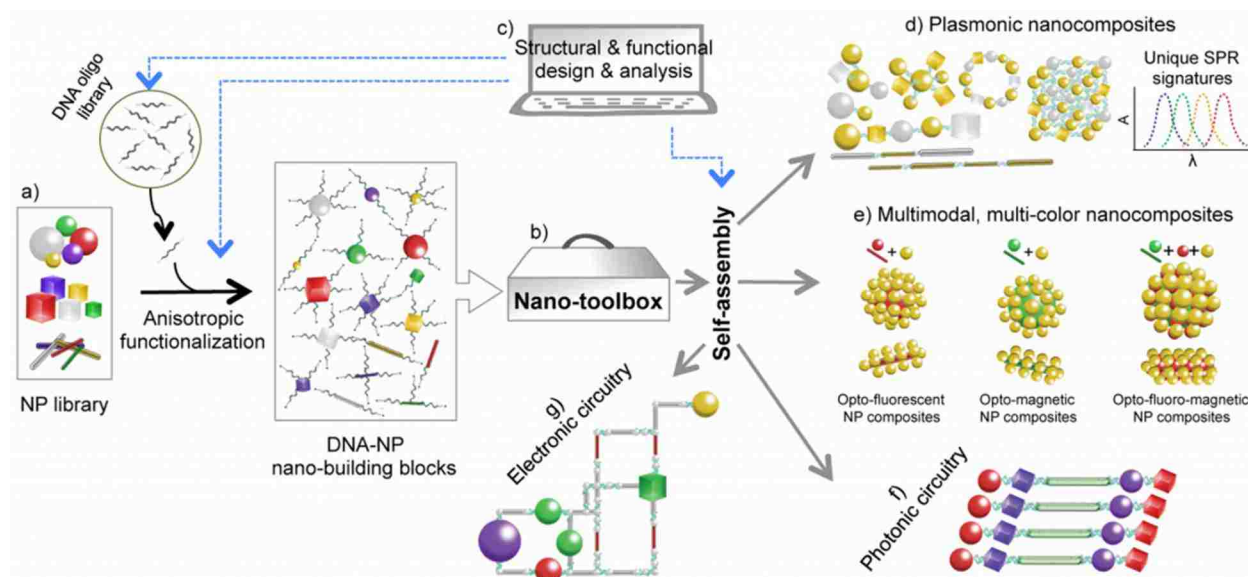 c)
Structural & functional
design & analysis
DNA oligo
library
a)
NP library
Anisotropic
functionalization
DNA-NP
nano-building blocks
b)
Nano-toolbox
Self-assembly
d) Plasmonic nanocomposites
Unique SPR
signatures
A
λ
e) Multimodal, multi-color nanocomposites
+
+
+ +
Opto-fluorescent
NP composites
Opto-magnetic
NP composites
Opto-fluoro-magnetic
NP composites
f)
Photonic circuitry
g)
Electronic circuitry